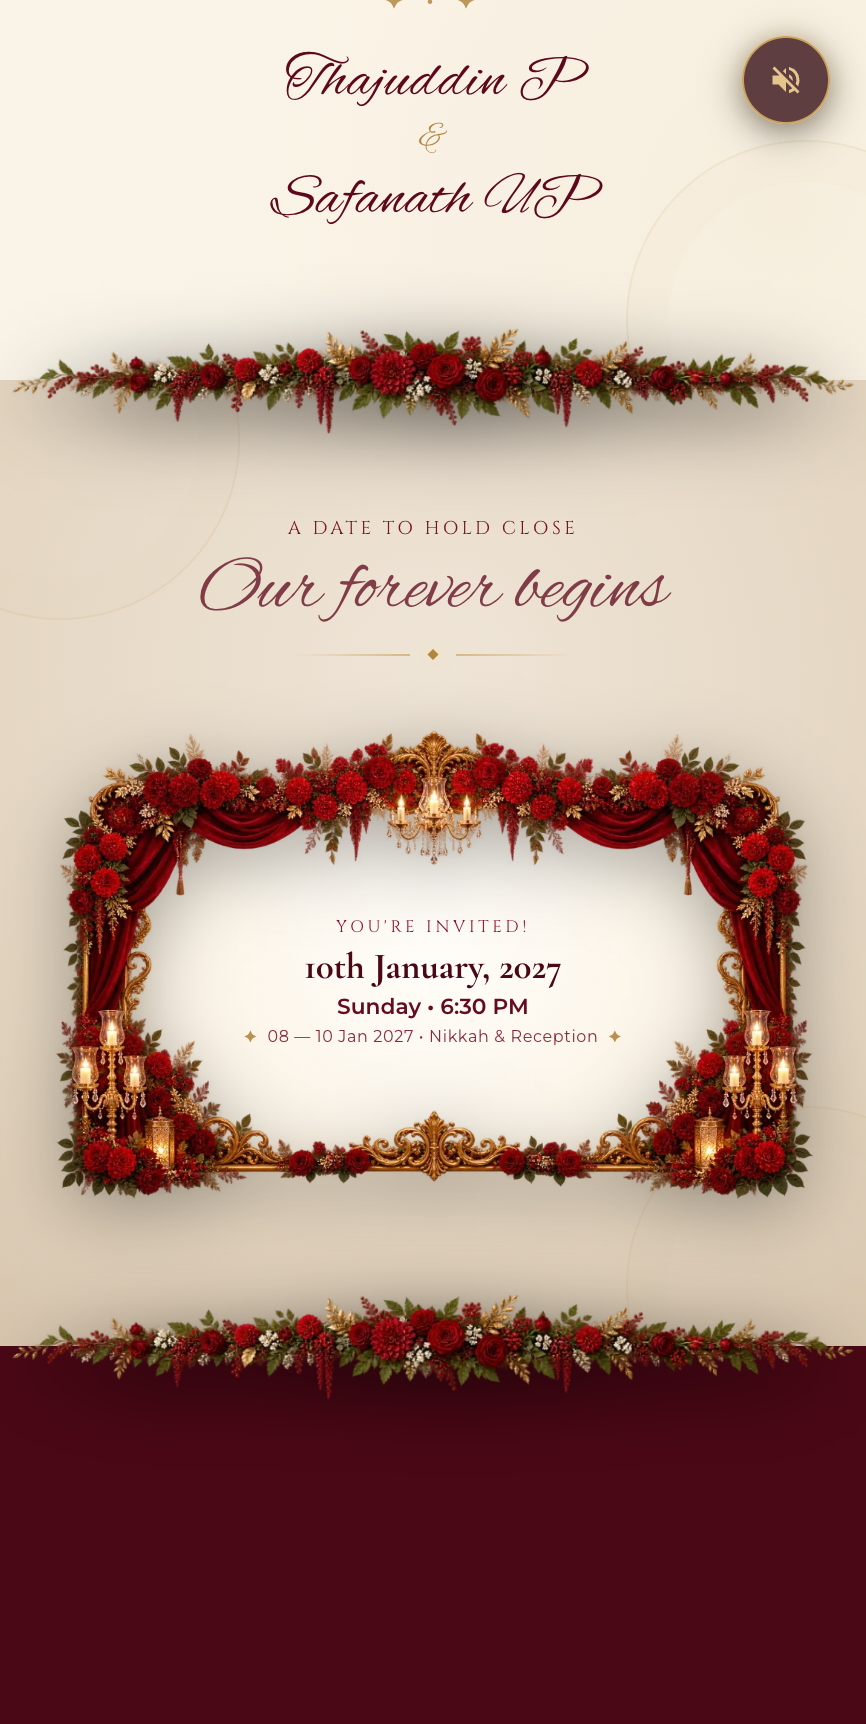 Thajuddin P
&
Safanath UP
A DATE TO HOLD CLOSE
Our forever begins
YOU'RE INVITED!
10th January, 2027
Sunday • 6:30 PM
✦ 08 — 10 Jan 2027 • Nikkah & Reception ✦